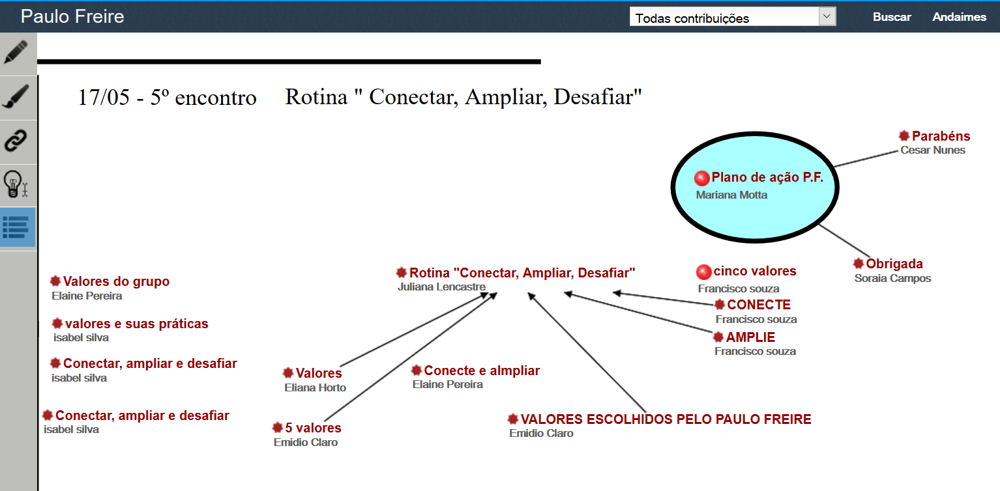 Paulo Freire
Todas contribuições
Buscar
Andaimes
17/05 - 5º encontro
Rotina " Conectar, Ampliar, Desafiar"
Parabéns
Cesar Nunes
Plano de ação P.F.
Mariana Motta
Obrigada
Soraia Campos
Rotina "Conectar, Ampliar, Desafiar"
Juliana Lencastre
cinco valores
Francisco souza
Valores do grupo
Elaine Pereira
CONECTE
Francisco souza
valores e suas práticas
isabel silva
AMPLIE
Francisco souza
Conectar, ampliar e desafiar
isabel silva
Valores
Eliana Horto
Conecte e almpliar
Elaine Pereira
Conectar, ampliar e desafiar
isabel silva
5 valores
Emidio Claro
VALORES ESCOLHIDOS PELO PAULO FREIRE
Emidio Claro